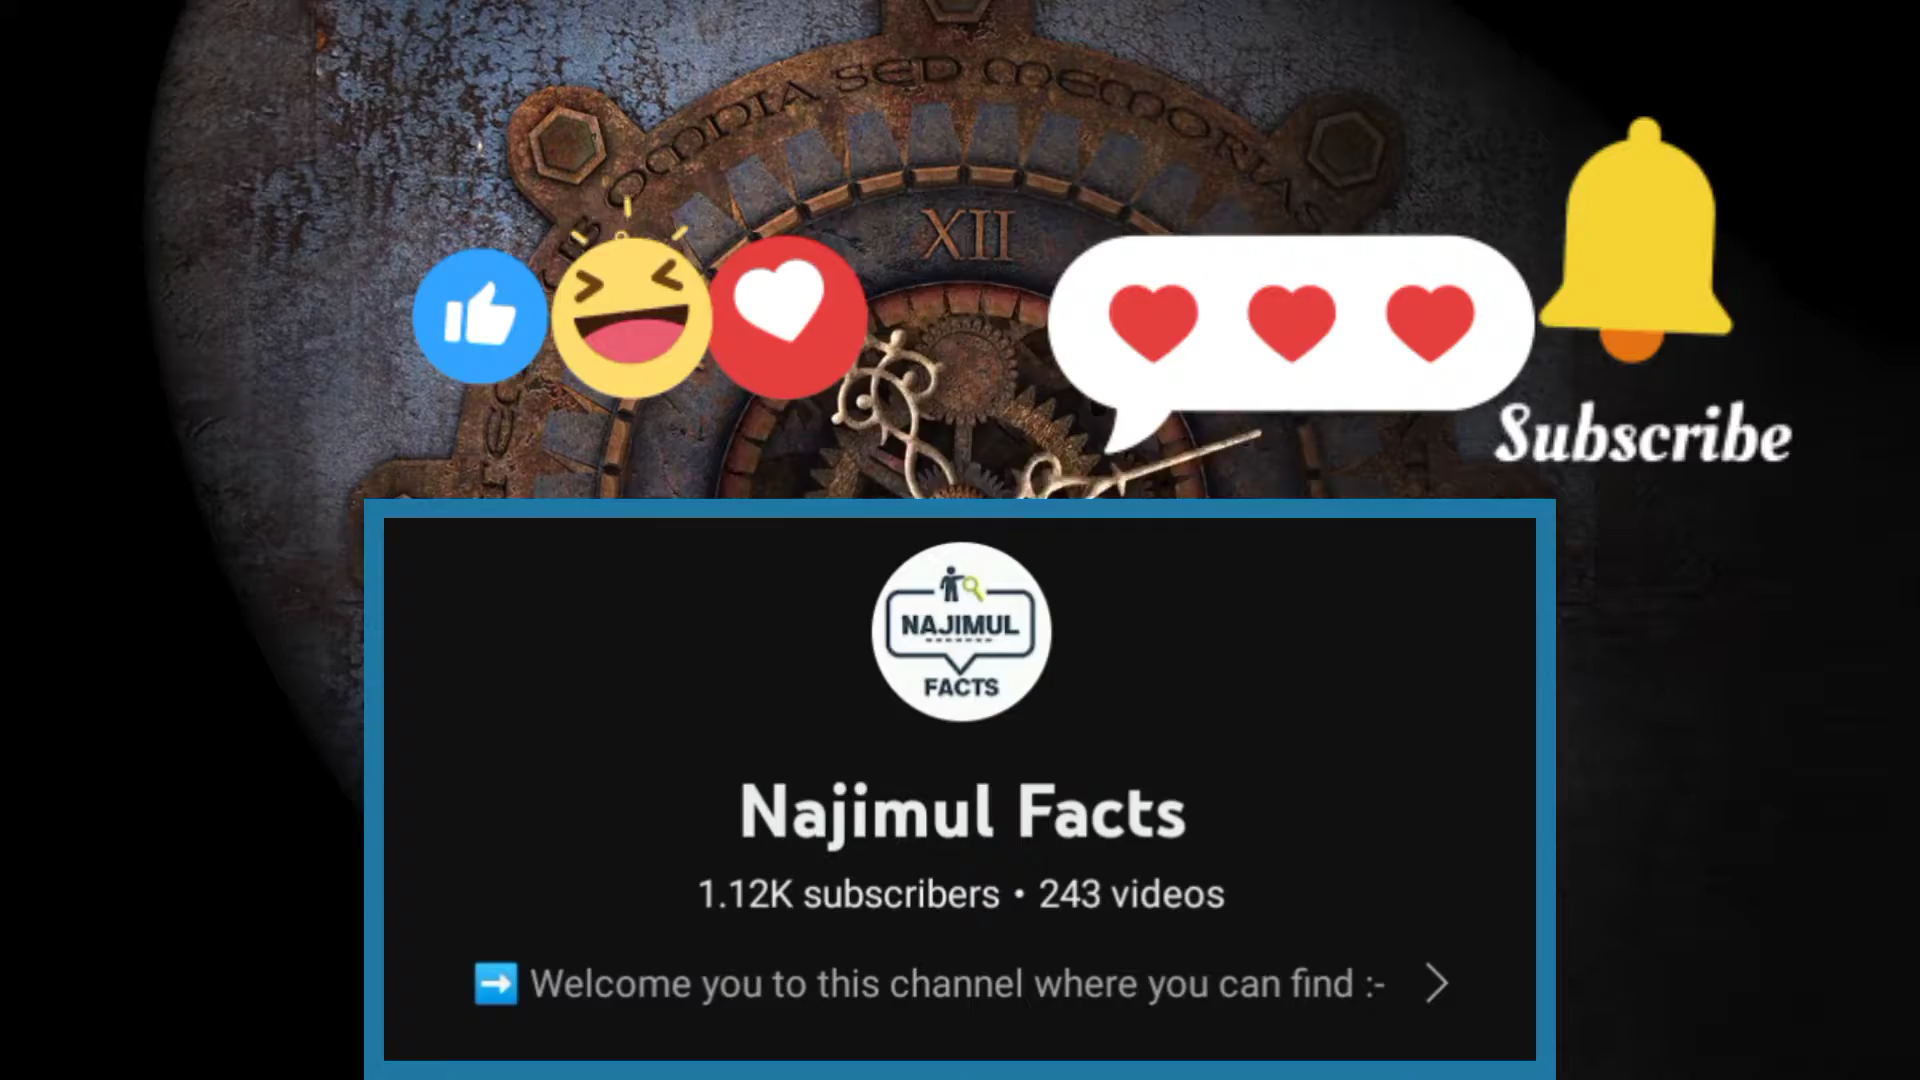 OMNIA SED MEMORIAS
XII
Subscribe
NAJIMUL
FACTS
Najimul Facts
1.12K subscribers • 243 videos
➡️ Welcome you to this channel where you can find :-